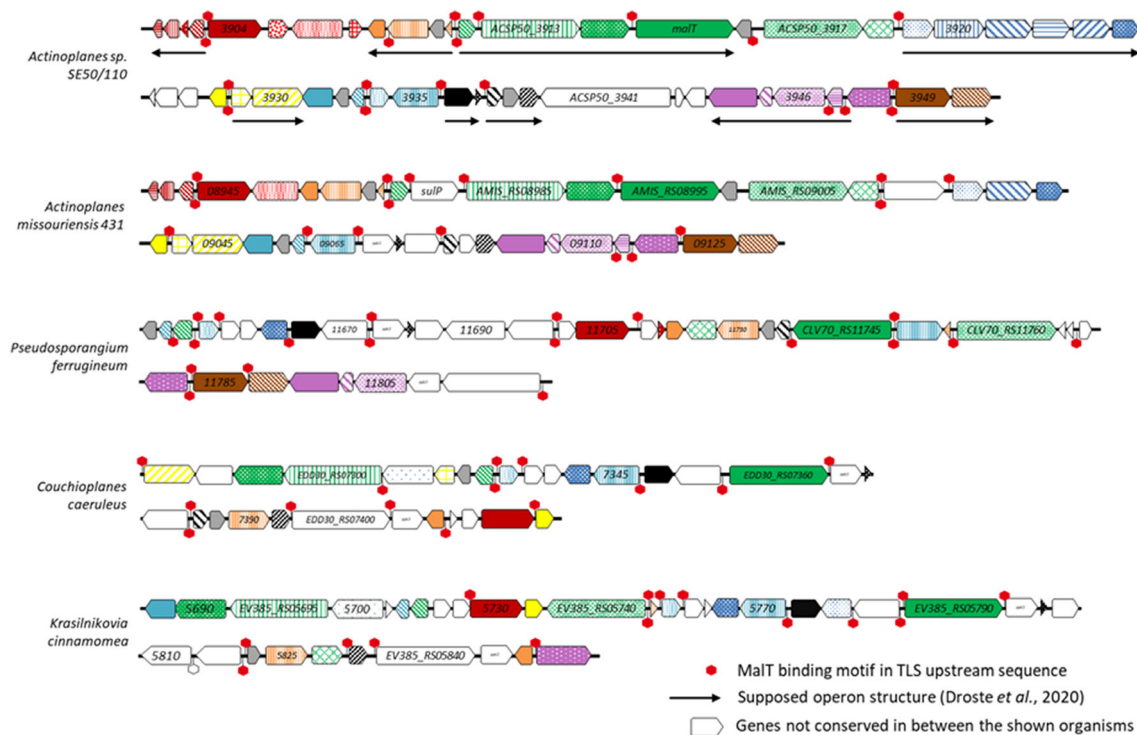 3904 ACSP50_3913 malT ACSP50_3917 3920
Actinoplanes sp.
SE50/110
3930 3935 ACSP50_3941 3946 3949
08945 sulP AMIS_RS08985 AMIS_RS08995 AMIS_RS09005
Actinoplanes
missouriensis 431
09045 09065 09110 09125
11670 11690 11705 11730 CLV70_RS11745 CLV70_RS11760
Pseudosporangium
ferrugineum
11785 11805
EDD30_RS07300 7345 EDD30_RS07360
Couchioplanes
caeruleus
7390 EDD30_RS07400
5690 EV385_RS05695 5700 5730 EV385_RS05740 5770 EV385_RS05790
Krasilnikovia
cinnamomea
5810 5825 EV385_RS05840
MalT binding motif in TLS upstream sequence
Supposed operon structure (Droste et al., 2020)
Genes not conserved in between the shown organisms